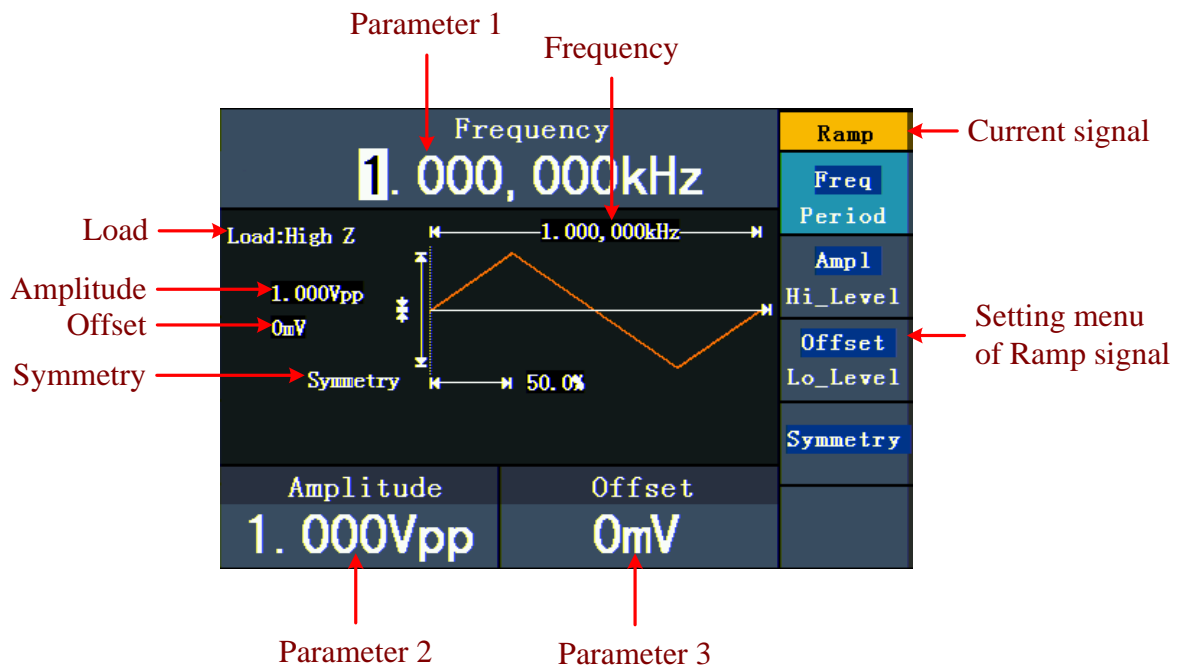 Parameter 1
Frequency
Frequency
Ramp
Current signal
1.000,000kHz
Freq
Period
Load
Load:High Z
1.000,000kHz
Ampl
Hi_Level
Amplitude
1.000Vpp
Offset
0mV
Offset
Lo_Level
Setting menu
of Ramp signal
Symmetry
Symmetry
50.0%
Symmetry
Amplitude
Offset
1.000Vpp
0mV
Parameter 2
Parameter 3